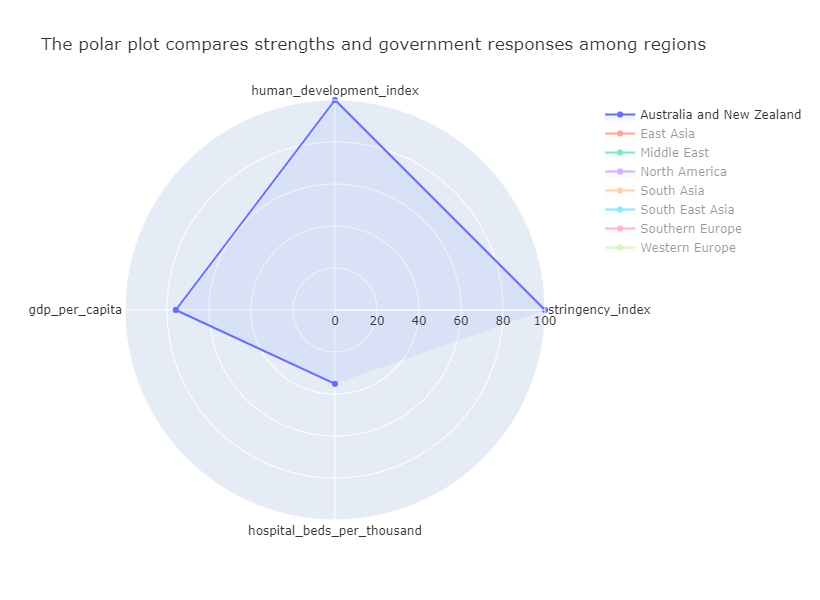 The polar plot compares strengths and government responses among regions
human_development_index
Australia and New Zealand
East Asia
Middle East
North America
South Asia
South East Asia
Southern Europe
Western Europe
gdp_per_capita
stringency_index
0 20 40 60 80 100
hospital_beds_per_thousand